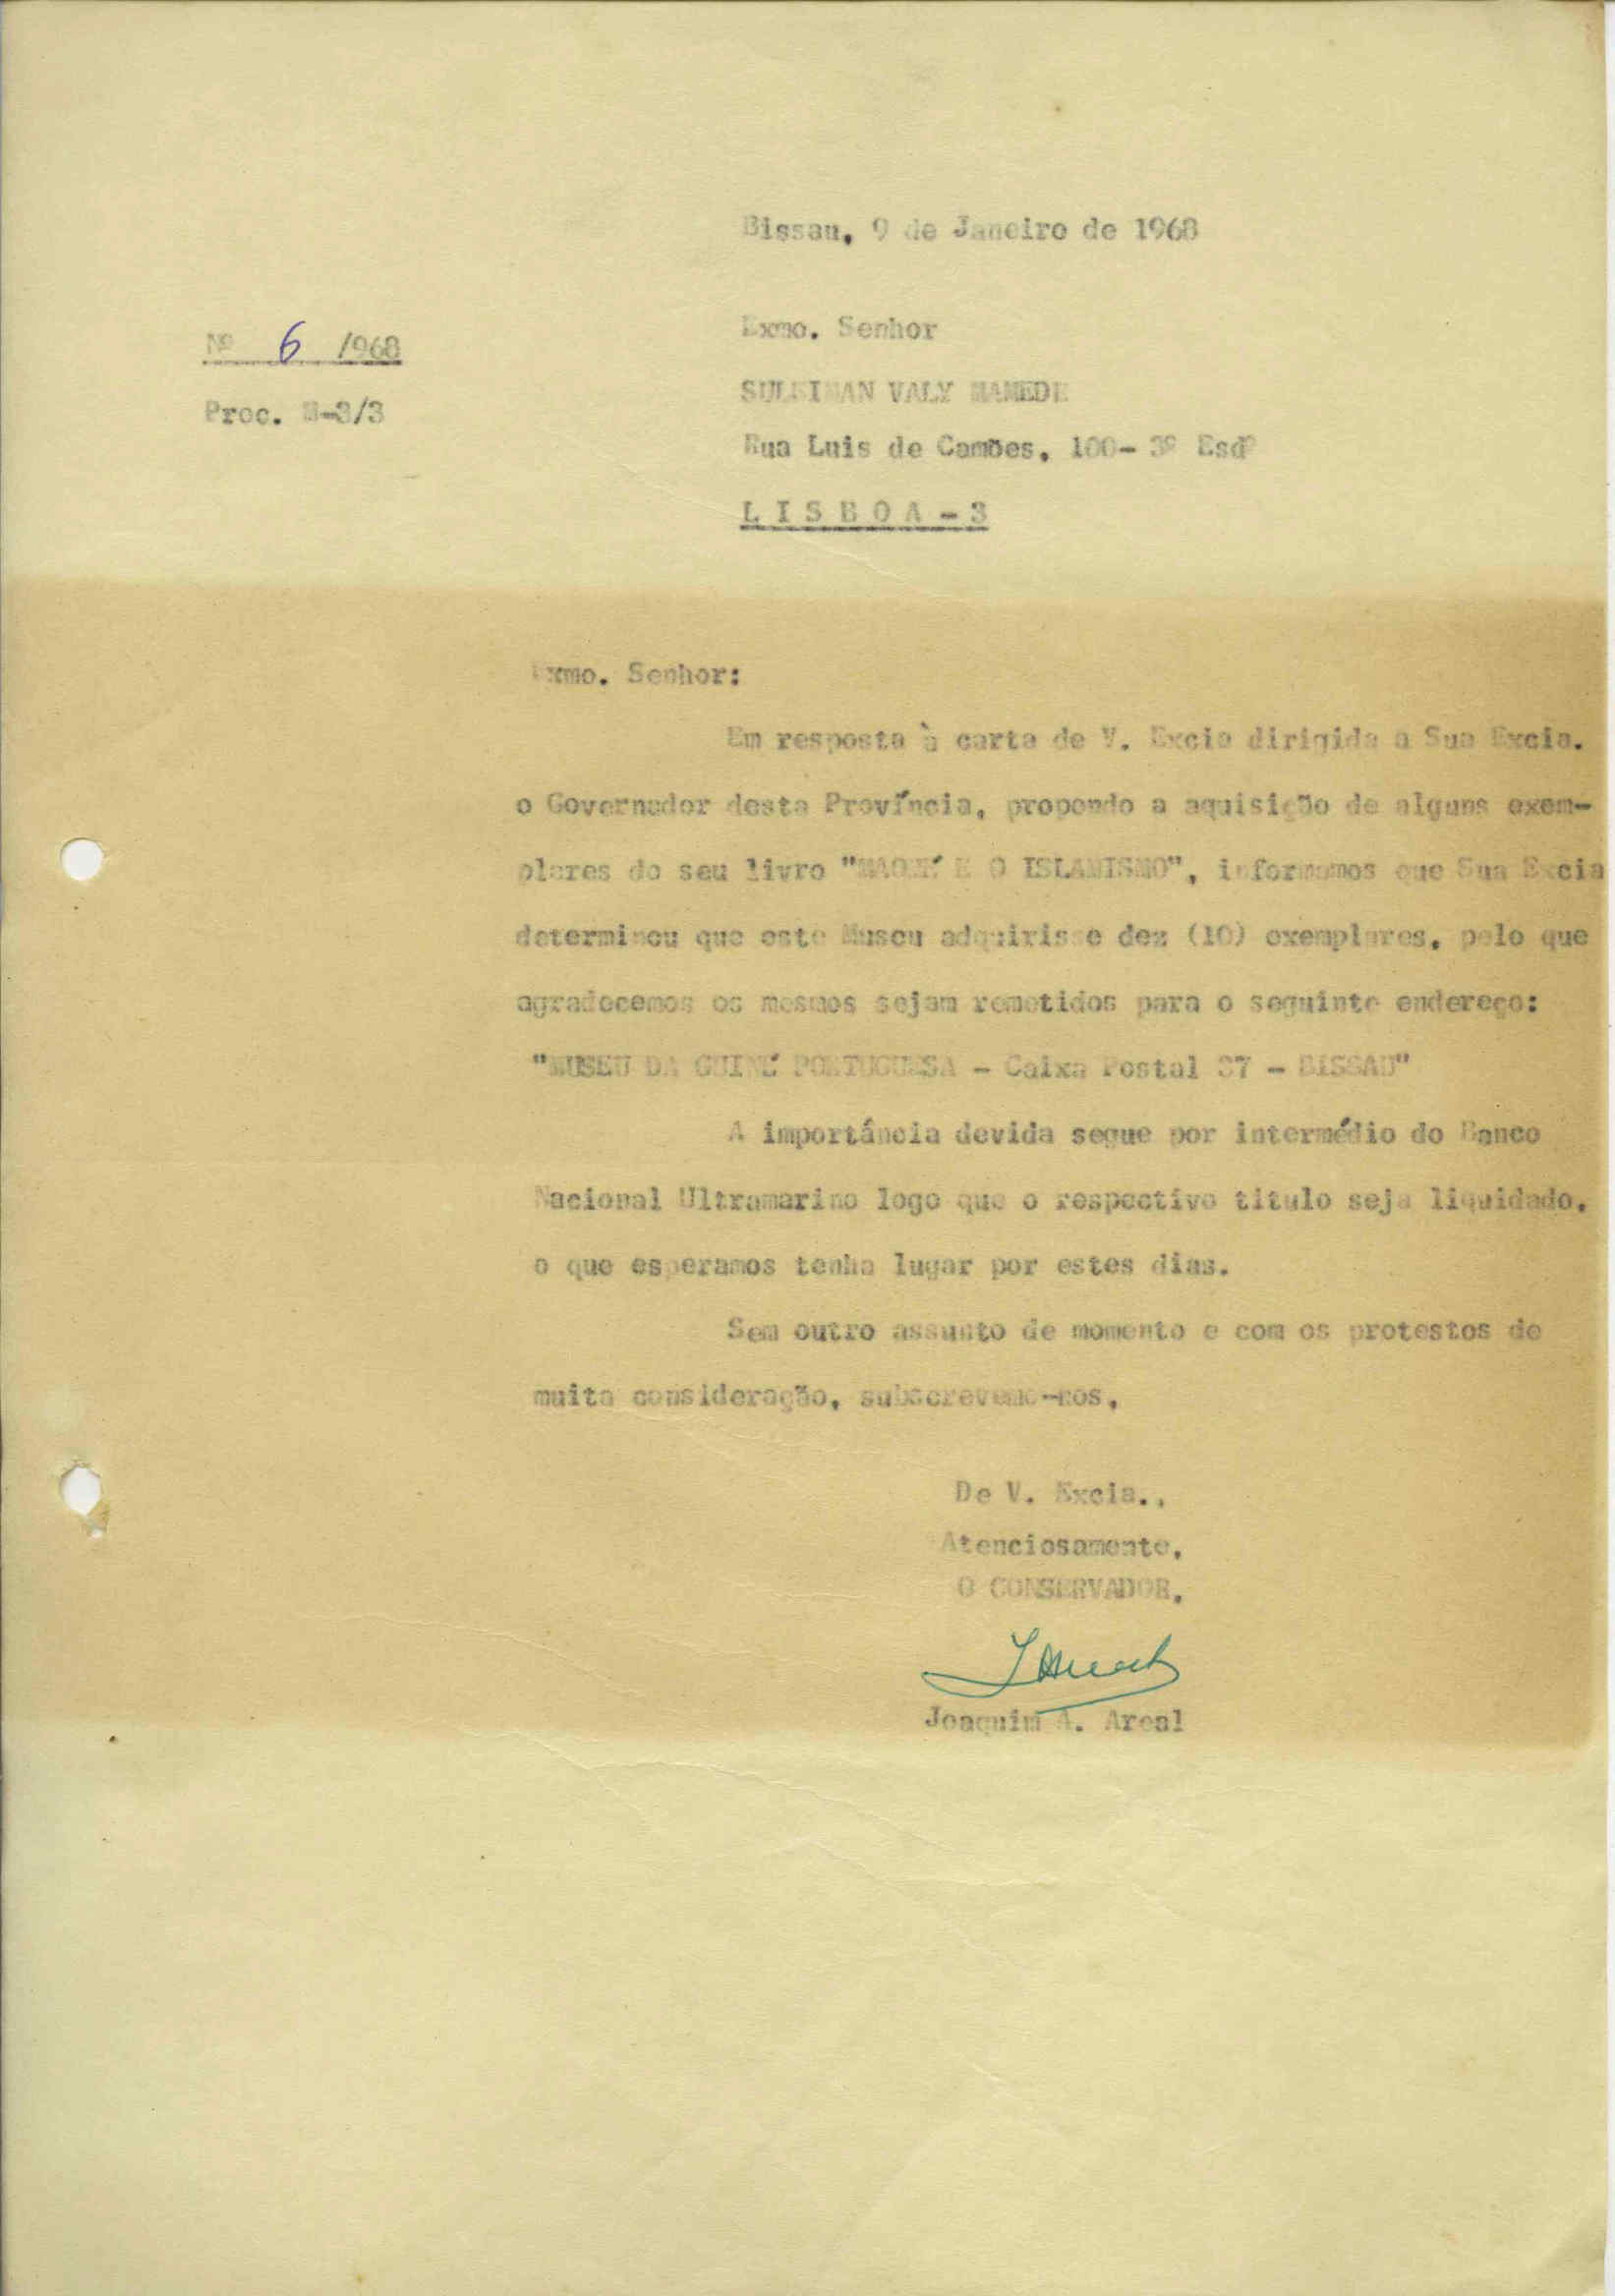 Bissau, 9 de Janeiro de 1968
Exmo. Senhor
Nº 6 /1968
SULEIMAN VALY MAMEDE
Proc. -3/3
Rua Luis de Camões, 100- 3º Esdº
LISBOA-3
Exmo. Senhor:
Em resposta à carta de V. Excia dirigida a Sua Excia.
o Governador desta Província, propondo a aquisição de alguns exem-
plares do seu livro "MAOMÉ E O ISLAMISMO", informamos que Sua Excia
determinou que este Museu adquirisse dez (10) exemplares, pelo que
agradecemos os mesmos sejam remetidos para o seguinte endereço:
"MUSEU DA GUINÉ PORTUGUESA - Caixa Postal 37 - BISSAU"
A importância devida segue por intermédio do Banco
Nacional Ultramarino logo que o respectivo titulo seja liquidado,
o que esperamos tenha lugar por estes dias.
Sem outro assunto de momento e com os protestos de
muita consideração, subscrevemo-nos,
De V. Excia.,
Atenciosamente,
O CONSERVADOR,
Joaquim A. Areal